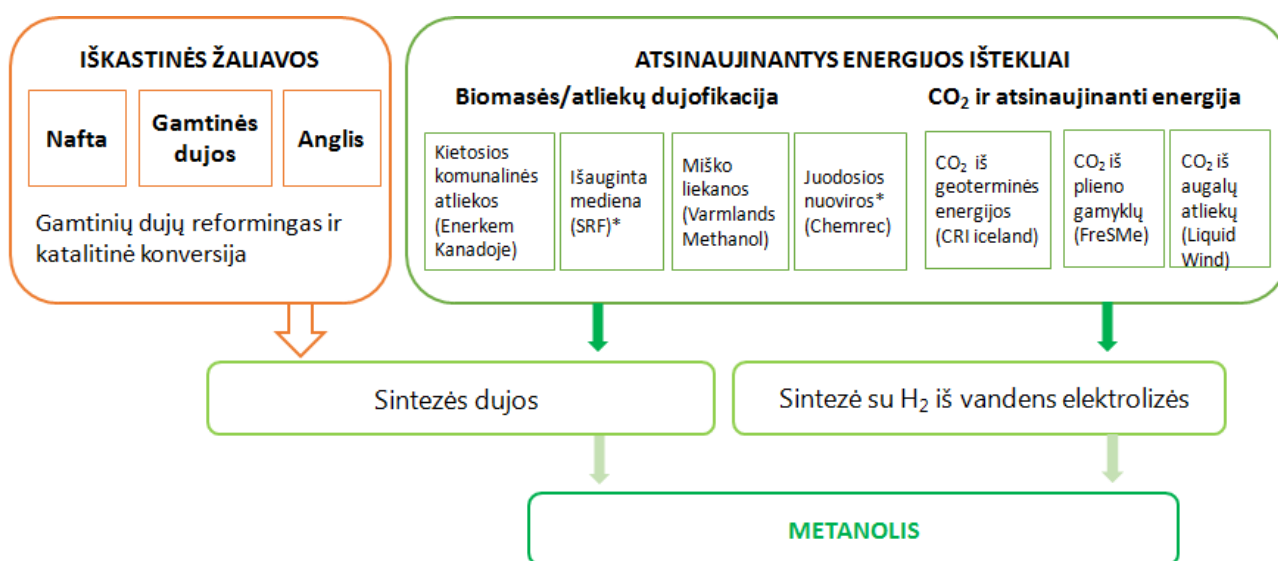 IŠKASTINĖS ŽALIAVOS
Nafta
Gamtinės
dujos
Anglis
Gamtinių dujų reformingas ir
katalitinė konversija
ATSINAUJINANTYS ENERGIJOS IŠTEKLIAI
Biomasės/atliekų dujofikacija
Kietosios
komunalinės
atliekos
(Enerkem
Kanadoje)
Išauginta
mediena
(SRF)*
Miško
liekanos
(Varmlands
Methanol)
Juodosios
nuoviros*
(Chemrec)
CO₂ ir atsinaujinanti energija
CO₂ iš
geoterminės
energijos
(CRI iceland)
CO₂ iš
plieno
gamyklų
(FreSMe)
CO₂ iš
augalų
atliekų
(Liquid
Wind)
Sintezės dujos
Sintezė su H₂ iš vandens elektrolizės
METANOLIS